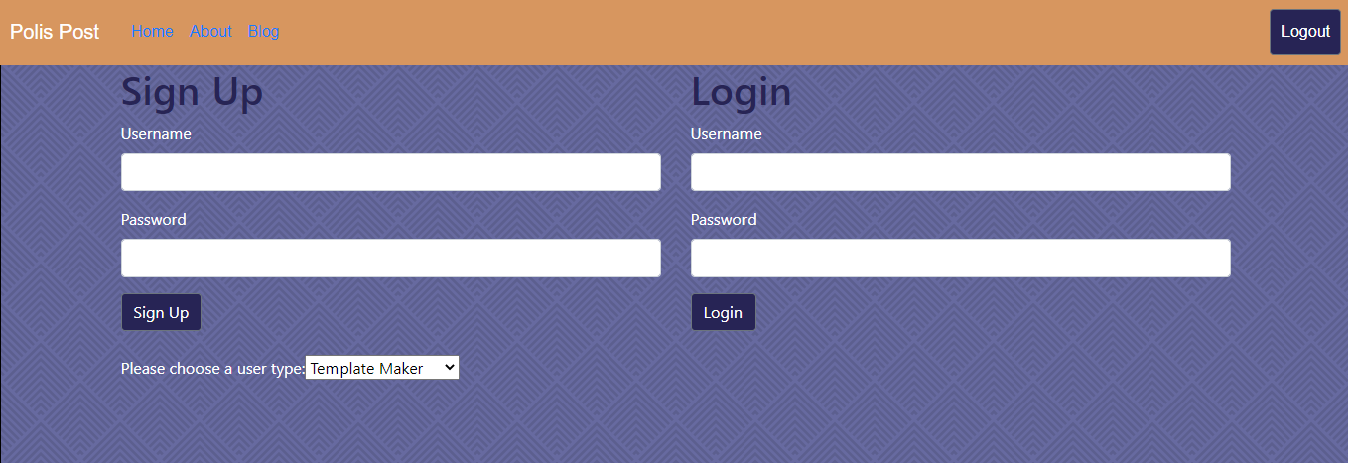 Polis Post Home About Blog Logout
Sign Up
Username
Password
Sign Up
Please choose a user type: Template Maker
Login
Username
Password
Login